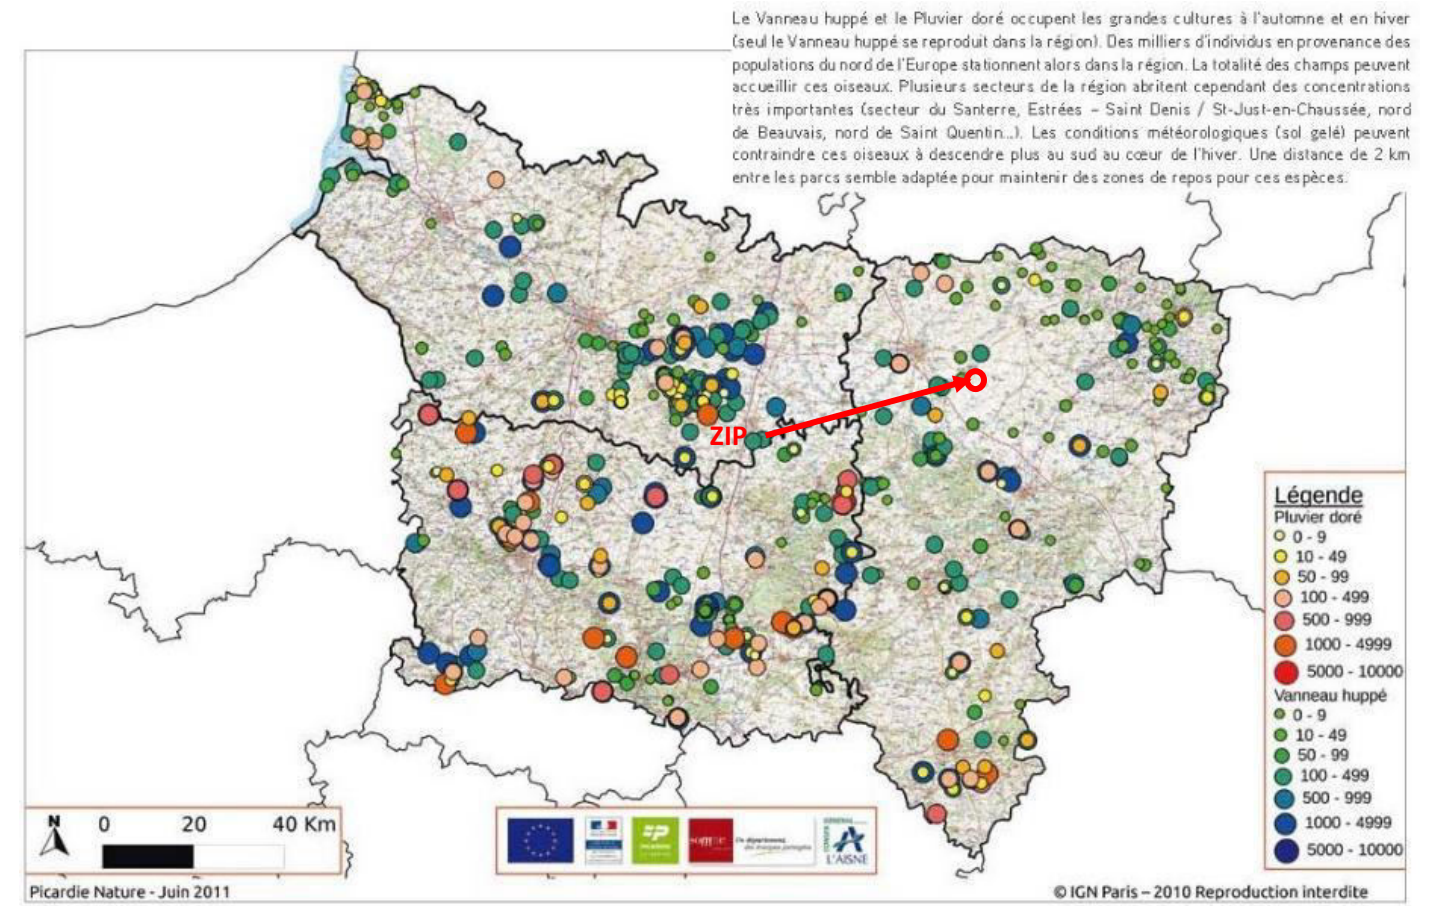 Le Vanneau huppé et le Pluvier doré occupent les grandes cultures à l'automne et en hiver
(seul le Vanneau huppé se reproduit dans la région). Des milliers d'individus en provenance des
populations du nord de l'Europe stationnent alors dans la région. La totalité des champs peuvent
accueillir ces oiseaux. Plusieurs secteurs de la région abritent cependant des concentrations
très importantes (secteur du Santerre, Estrées – Saint Denis / St-Just-en-Chaussée, nord
de Beauvais, nord de Saint Quentin...). Les conditions météorologiques (sol gelé) peuvent
contraindre ces oiseaux à descendre plus au sud au cœur de l'hiver. Une distance de 2 km
entre les parcs semble adaptée pour maintenir des zones de repos pour ces espèces.
ZIP
Légende
Pluvier doré
0 - 9
10 - 49
50 - 99
100 - 499
500 - 999
1000 - 4999
5000 - 10000
Vanneau huppé
0 - 9
10 - 49
50 - 99
100 - 499
500 - 999
1000 - 4999
5000 - 10000
N
0 20 40 Km
PICARDIE
somme
L'AISNE
Picardie Nature - Juin 2011
© IGN Paris – 2010 Reproduction interdite